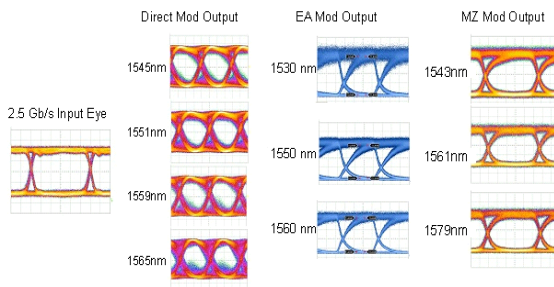 Direct Mod Output
EA Mod Output
MZ Mod Output
2.5 Gb/s Input Eye
1545nm
1551nm
1559nm
1565nm
1530 nm
1550 nm
1560 nm
1543nm
1561nm
1579nm